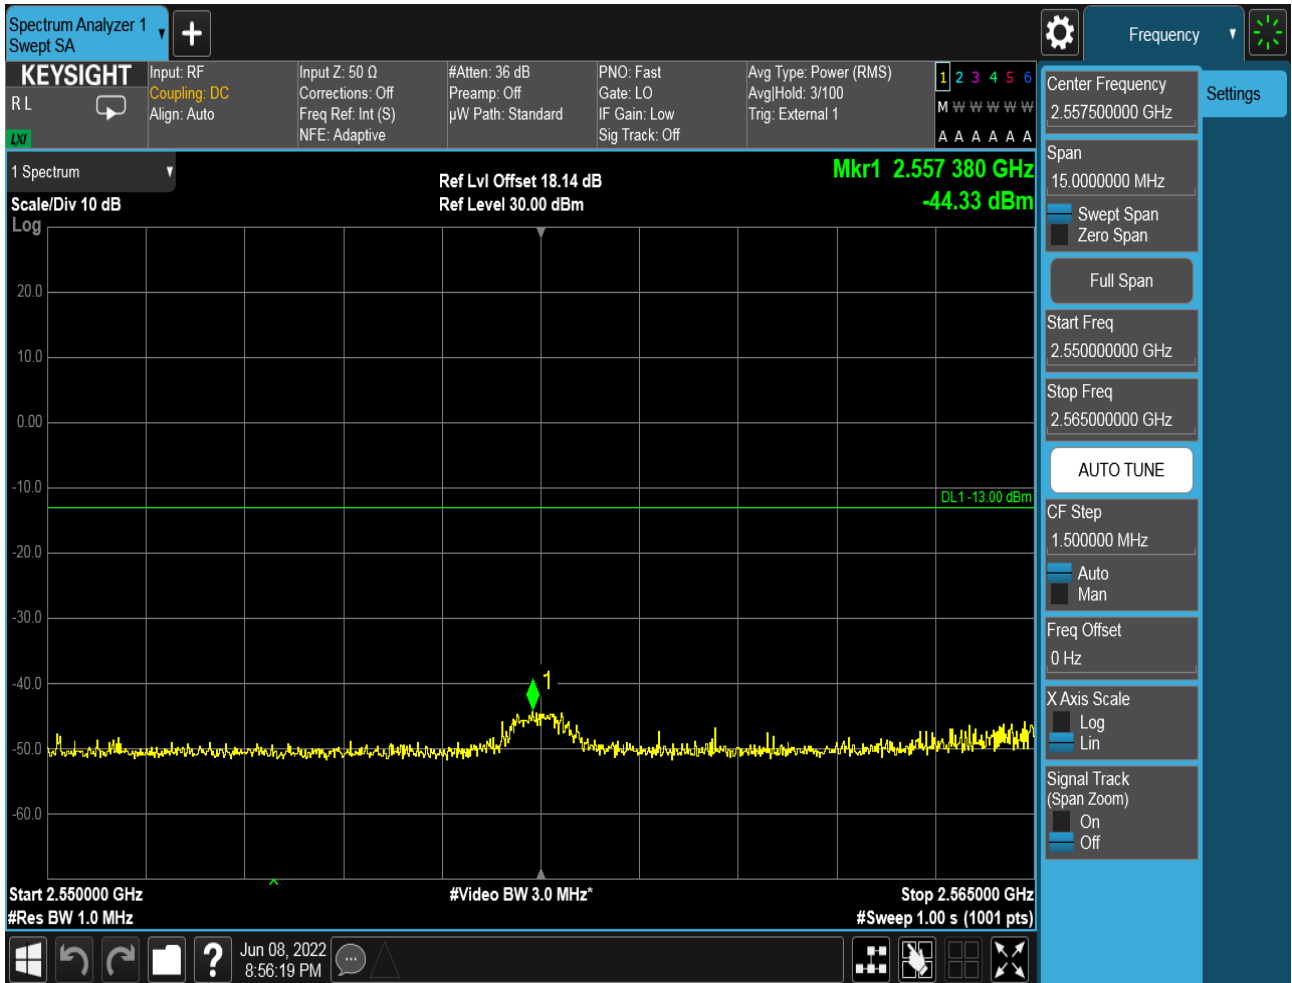 Spectrum Analyzer 1
Swept SA
Frequency
KEYSIGHT
R L
LXI
Input: RF
Coupling: DC
Align: Auto
Input Z: 50 Ω
Corrections: Off
Freq Ref: Int (S)
NFE: Adaptive
#Atten: 36 dB
Preamp: Off
µW Path: Standard
PNO: Fast
Gate: LO
IF Gain: Low
Sig Track: Off
Avg Type: Power (RMS)
Avg|Hold: 3/100
Trig: External 1
1 2 3 4 5 6
M W W W W W
A A A A A A
1 Spectrum
Scale/Div 10 dB
Log
Ref Lvl Offset 18.14 dB
Ref Level 30.00 dBm
Mkr1 2.557 380 GHz
-44.33 dBm
20.0
10.0
0.00
-10.0
-20.0
-30.0
-40.0
-50.0
-60.0
DL1 -13.00 dBm
1
Start 2.550000 GHz
#Res BW 1.0 MHz
#Video BW 3.0 MHz*
Stop 2.565000 GHz
#Sweep 1.00 s (1001 pts)
Center Frequency
2.557500000 GHz
Span
15.0000000 MHz
Swept Span
Zero Span
Full Span
Start Freq
2.550000000 GHz
Stop Freq
2.565000000 GHz
AUTO TUNE
CF Step
1.500000 MHz
Auto
Man
Freq Offset
0 Hz
X Axis Scale
Log
Lin
Signal Track
(Span Zoom)
On
Off
Settings
?
Jun 08, 2022
8:56:19 PM